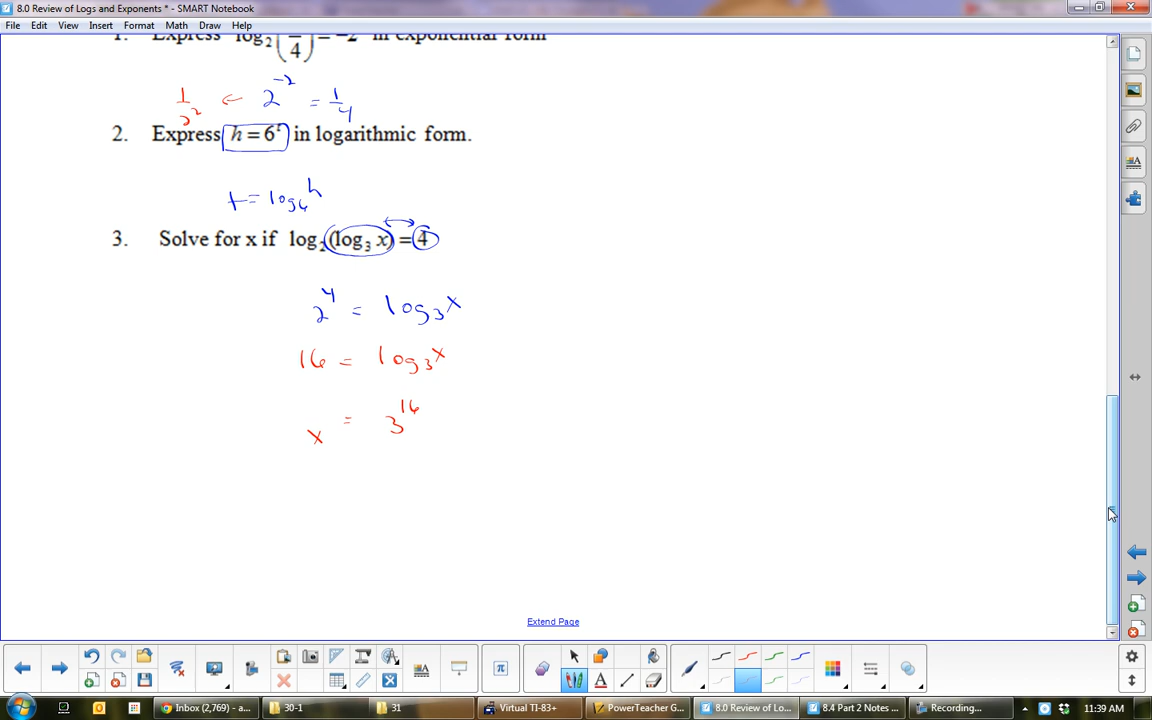 8.0 Review of Logs and Exponents * - SMART Notebook
File Edit View Insert Format Math Draw Help
1. Express log₂(1/4) = -2 in exponential form
1/2² ← 2⁻² = 1/4
2. Express h = 6ᵗ in logarithmic form.
t = log₆h
3. Solve for x if log₂(log₃ x) = 4
2⁴ = log₃x
16 = log₃x
x = 3¹⁶
Extend Page
Inbox (2,769) - a... 30-1 31 Virtual TI-83+ PowerTeacher G... 8.0 Review of Lo... 8.4 Part 2 Notes ... Recording... 11:39 AM